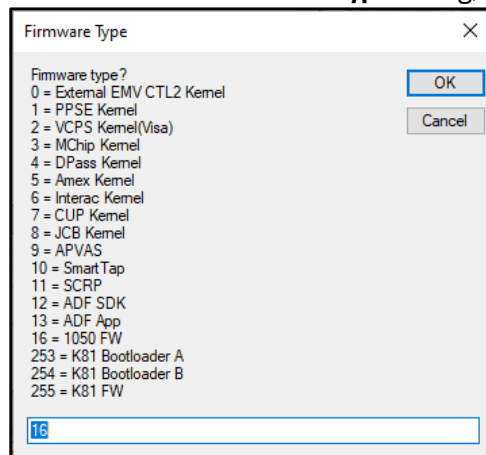 Firmware Type
Firmware type?
0 = External EMV CTL2 Kernel
1 = PPSE Kernel
2 = VCPS Kernel(Visa)
3 = MChip Kernel
4 = DPass Kernel
5 = Amex Kernel
6 = Interac Kernel
7 = CUP Kernel
8 = JCB Kernel
9 = APVAS
10 = SmartTap
11 = SCRP
12 = ADF SDK
13 = ADF App
16 = 1050 FW
253 = K81 Bootloader A
254 = K81 Bootloader B
255 = K81 FW
OK
Cancel
16